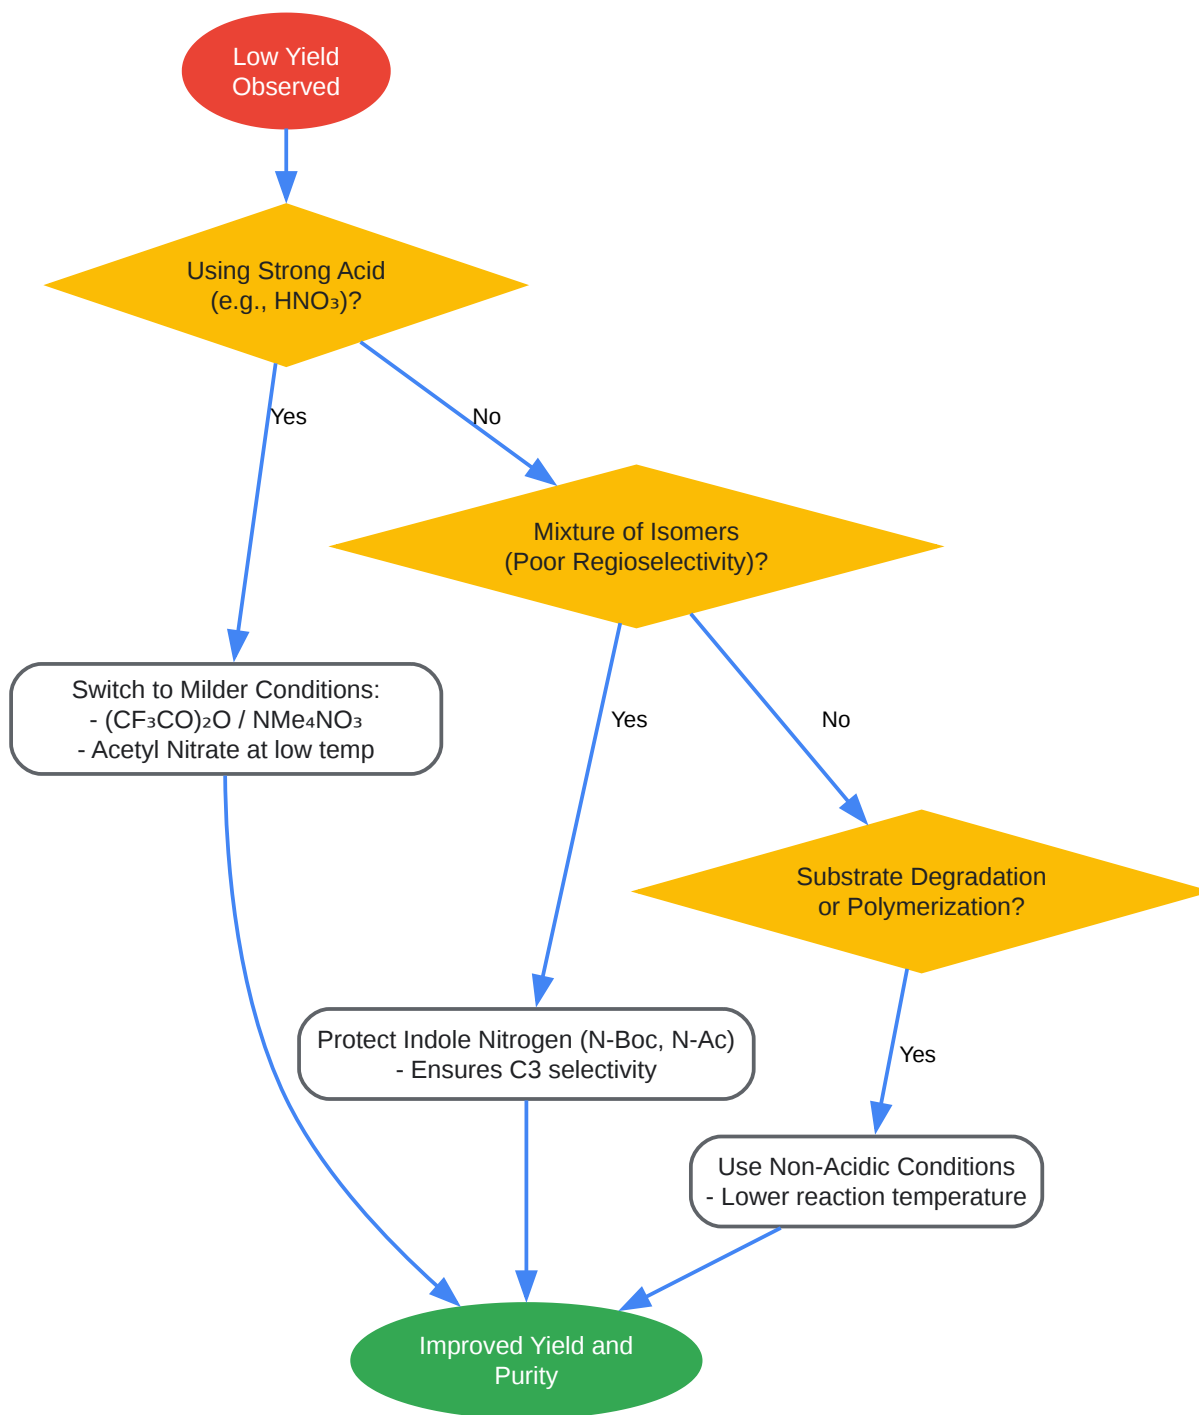 Low Yield
Observed
Using Strong Acid
(e.g., HNO₃)?
Yes
No
Mixture of Isomers
(Poor Regioselectivity)?
Switch to Milder Conditions:
- (CF₃CO)₂O / NMe₄NO₃
- Acetyl Nitrate at low temp
Yes
No
Substrate Degradation
or Polymerization?
Protect Indole Nitrogen (N-Boc, N-Ac)
- Ensures C3 selectivity
Yes
Use Non-Acidic Conditions
- Lower reaction temperature
Improved Yield and
Purity